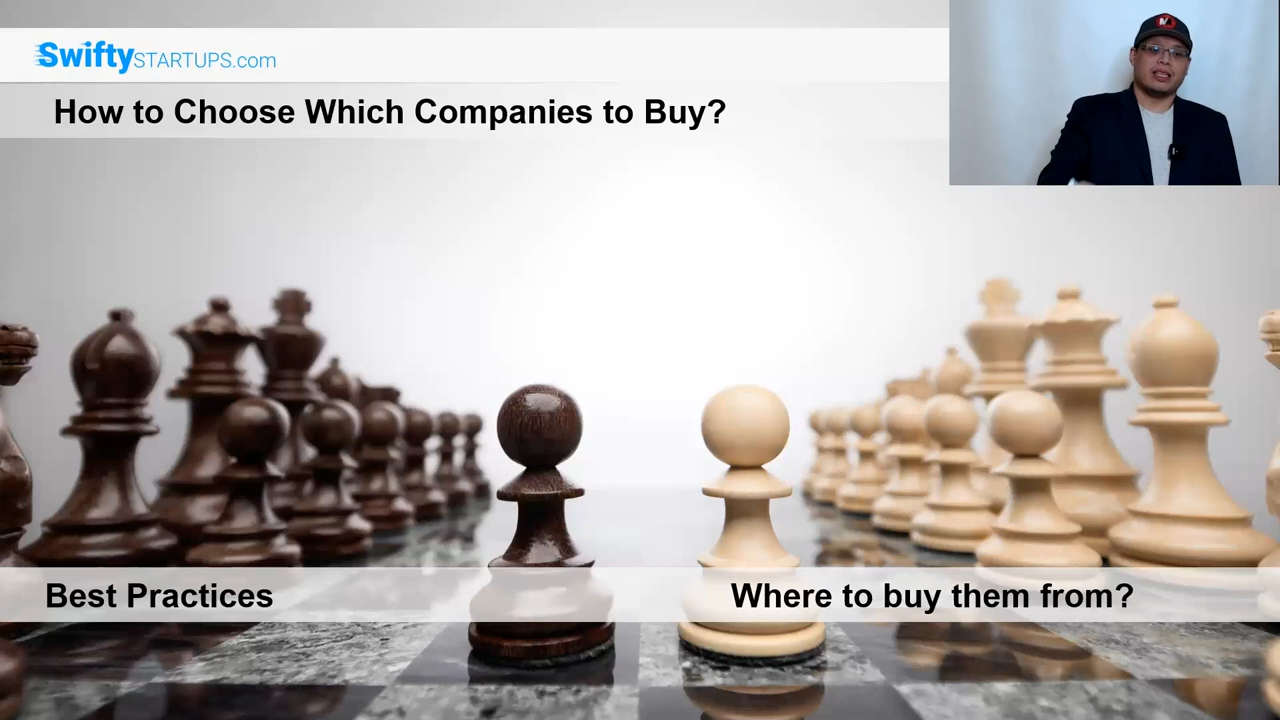 SwiftySTARTUPS.com
How to Choose Which Companies to Buy?
Best Practices
Where to buy them from?